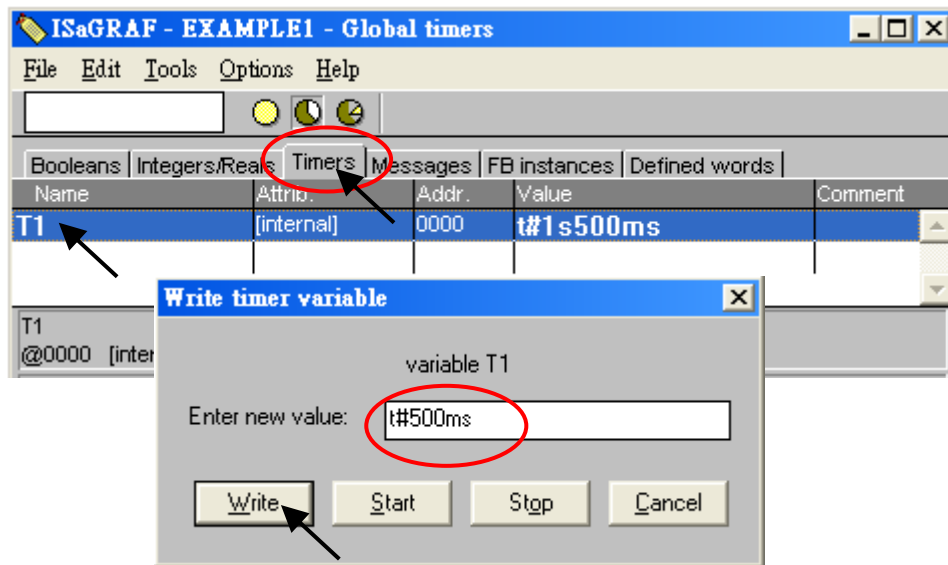 ISaGRAF - EXAMPLE1 - Global timers
File Edit Tools Options Help
Booleans Integers/Reals Timers Messages FB instances Defined words
Name Attrib. Addr. Value Comment
T1 [internal] 0000 t#1s500ms
T1
@0000 [inter
Write timer variable
variable T1
Enter new value: t#500ms
Write Start Stop Cancel